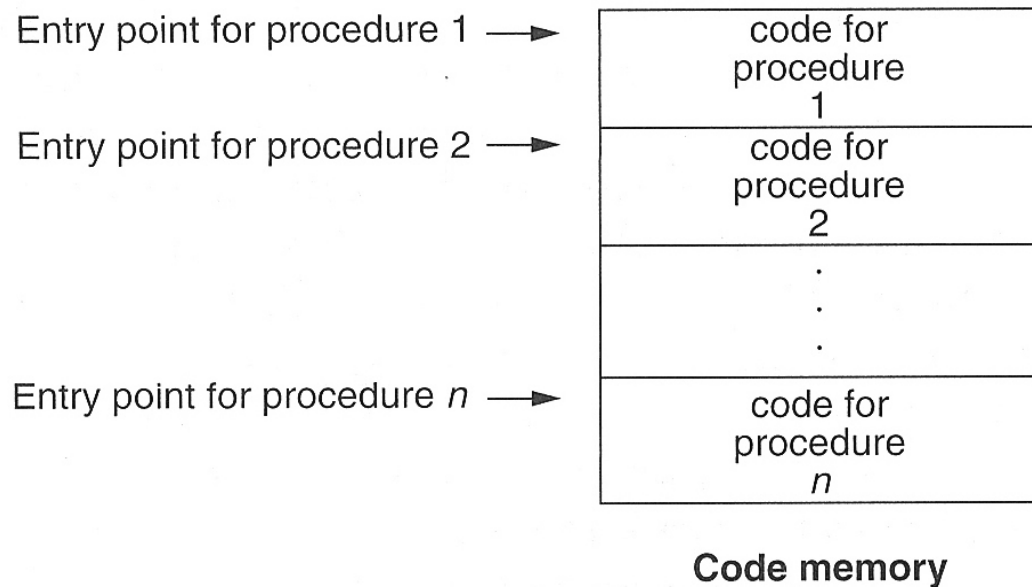 Entry point for procedure 1
code for
procedure
1
Entry point for procedure 2
code for
procedure
2
.
.
.
Entry point for procedure n
code for
procedure
n
Code memory